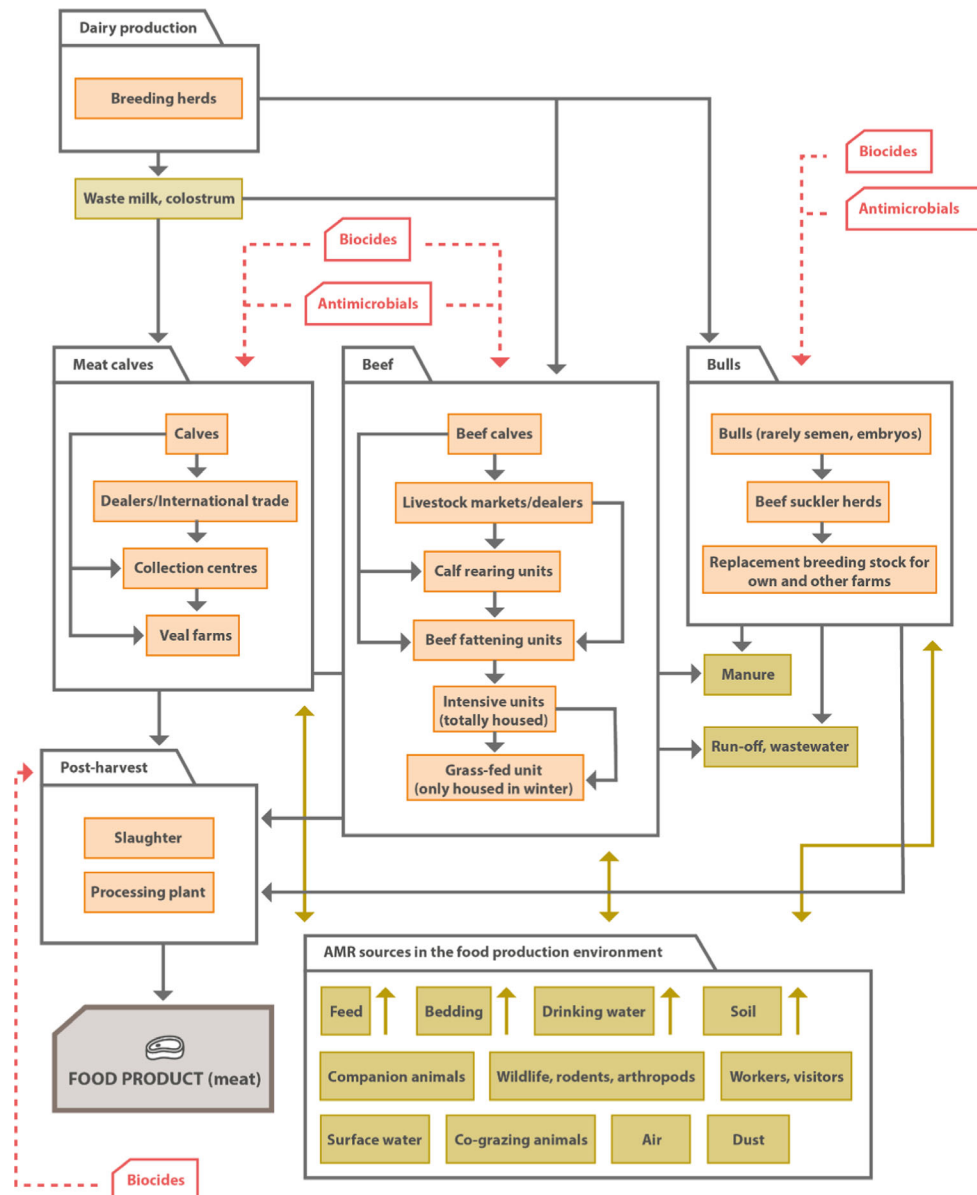 Dairy production
Breeding herds
Waste milk, colostrum
Biocides
Antimicrobials
Biocides
Antimicrobials
Meat calves
Calves
Dealers/International trade
Collection centres
Veal farms
Beef
Beef calves
Livestock markets/dealers
Calf rearing units
Beef fattening units
Intensive units
(totally housed)
Grass-fed unit
(only housed in winter)
Bulls
Bulls (rarely semen, embryos)
Beef suckler herds
Replacement breeding stock for
own and other farms
Manure
Run-off, wastewater
Post-harvest
Slaughter
Processing plant
FOOD PRODUCT (meat)
Biocides
AMR sources in the food production environment
Feed
Bedding
Drinking water
Soil
Companion animals
Wildlife, rodents, arthropods
Workers, visitors
Surface water
Co-grazing animals
Air
Dust